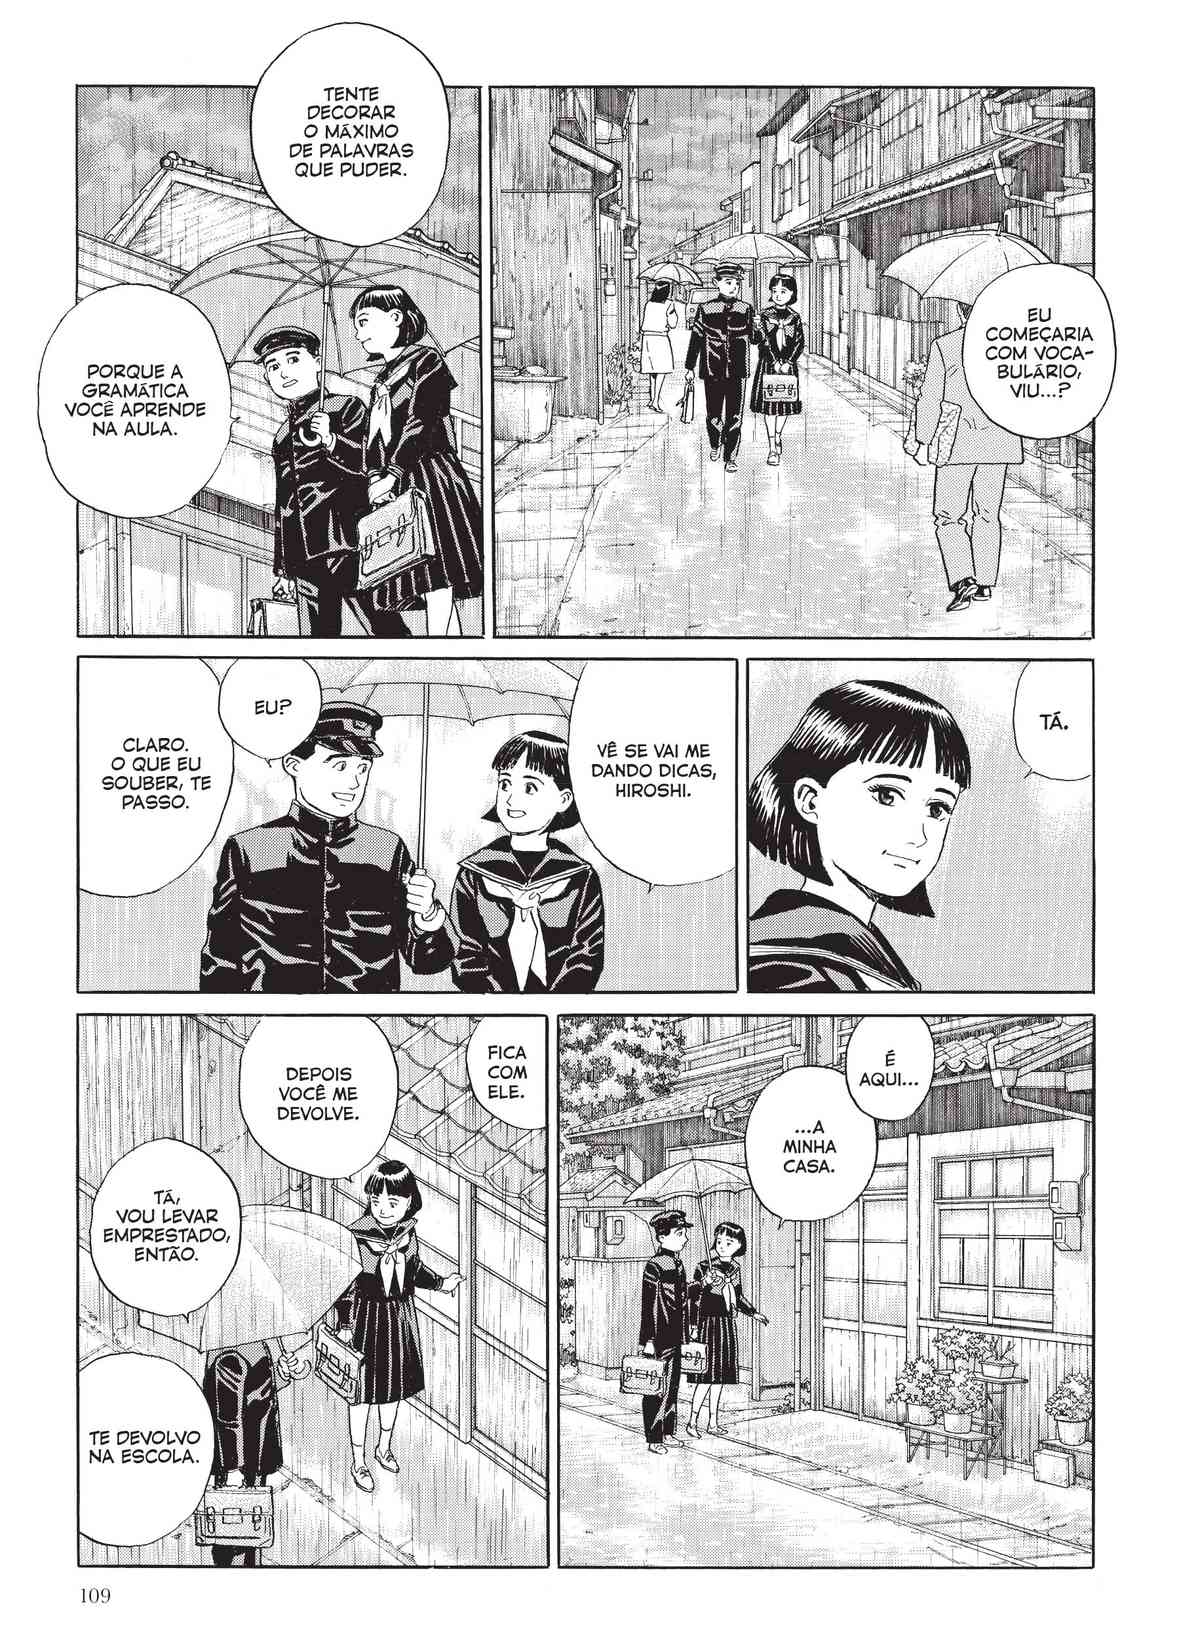 EU
COMEÇARIA
COM VOCA-
BULÁRIO,
VIU...?
TENTE
DECORAR
O MÁXIMO
DE PALAVRAS
QUE PUDER.
PORQUE A
GRAMÁTICA
VOCÊ APRENDE
NA AULA.
TÁ.
VÊ SE VAI ME
DANDO DICAS,
HIROSHI.
EU?
CLARO.
O QUE EU
SOUBER, TE
PASSO.
É
AQUI...
...A
MINHA
CASA.
FICA
COM
ELE.
DEPOIS
VOCÊ ME
DEVOLVE.
TÁ,
VOU LEVAR
EMPRESTADO,
ENTÃO.
TE DEVOLVO
NA ESCOLA.
109